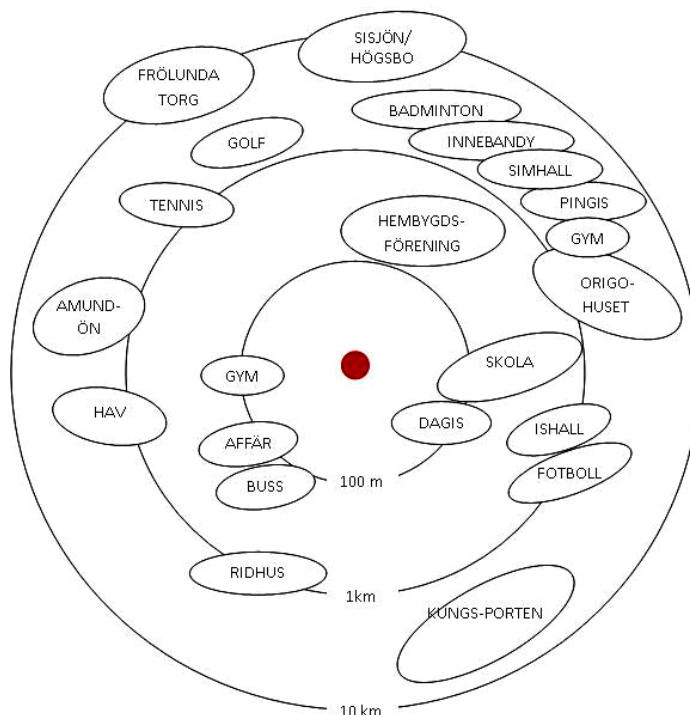 SISJÖN/
HÖGSBO
FRÖLUNDA
TORG
BADMINTON
INNEBANDY
GOLF
SIMHALL
TENNIS
PINGIS
HEMBYGDS-
FÖRENING
GYM
ORIGO-
HUSET
AMUND-
ÖN
SKOLA
GYM
HAV
DAGIS
ISHALL
AFFÄR
FOTBOLL
BUSS
100 m
RIDHUS
1km
KUNGS-PORTEN
10 km